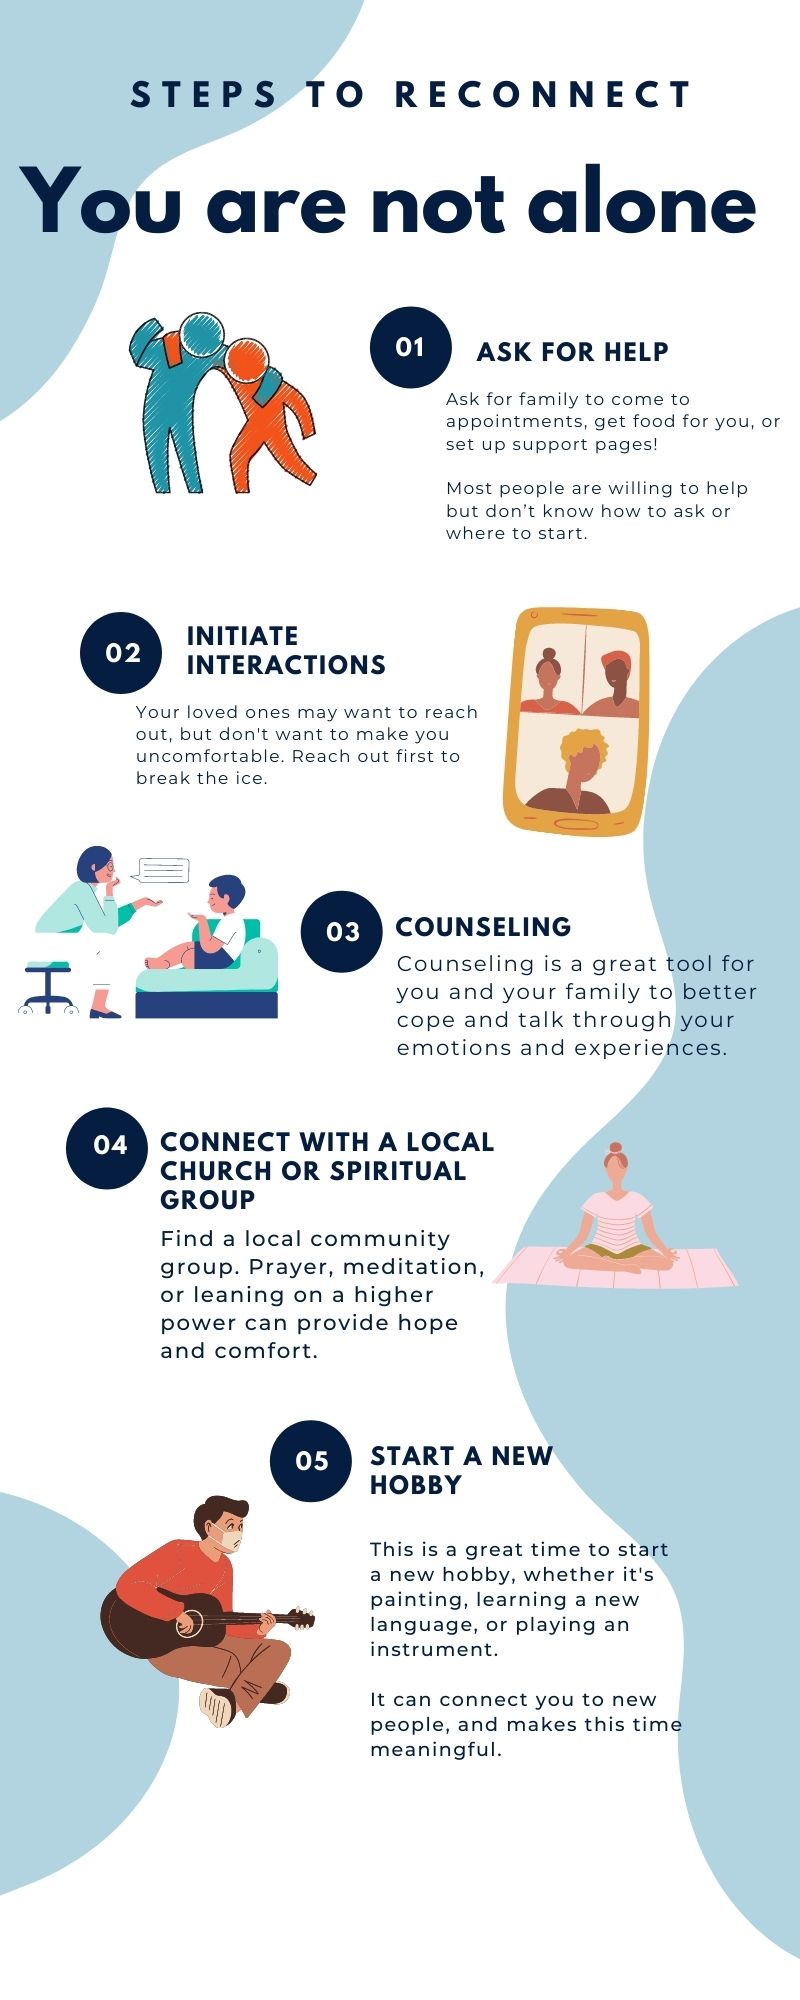 STEPS TO RECONNECT
You are not alone
01
ASK FOR HELP
Ask for family to come to
appointments, get food for you, or
set up support pages!
Most people are willing to help
but don’t know how to ask or
where to start.
02
INITIATE
INTERACTIONS
Your loved ones may want to reach
out, but don't want to make you
uncomfortable. Reach out first to
break the ice.
03
COUNSELING
Counseling is a great tool for
you and your family to better
cope and talk through your
emotions and experiences.
04
CONNECT WITH A LOCAL
CHURCH OR SPIRITUAL
GROUP
Find a local community
group. Prayer, meditation,
or leaning on a higher
power can provide hope
and comfort.
05
START A NEW
HOBBY
This is a great time to start
a new hobby, whether it's
painting, learning a new
language, or playing an
instrument.
It can connect you to new
people, and makes this time
meaningful.